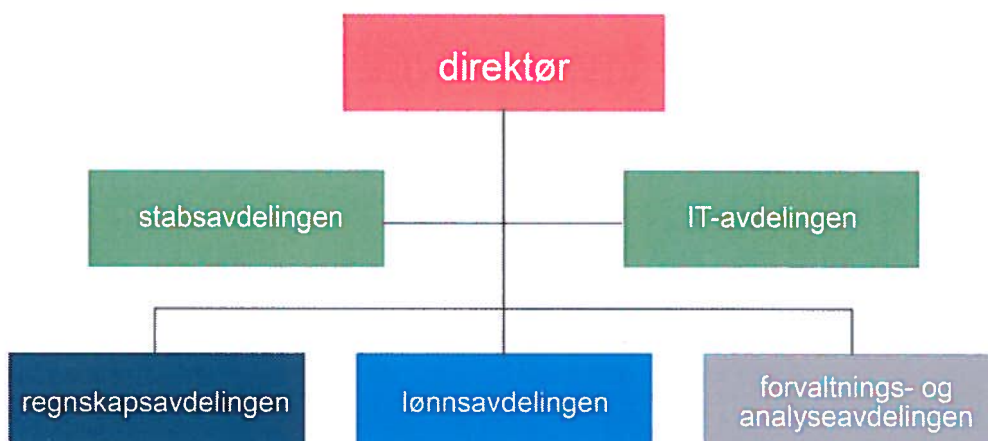 direktør
stabsavdelingen
IT-avdelingen
regnskapsavdelingen
lønnsavdelingen
forvaltnings- og
analyseavdelingen